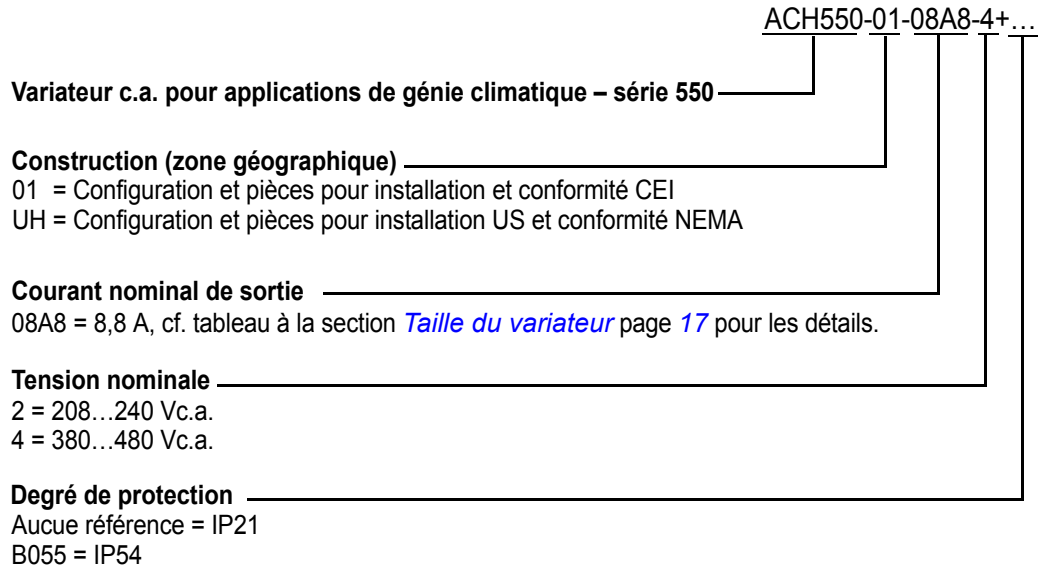 ACH550-01-08A8-4+…
Variateur c.a. pour applications de génie climatique – série 550
Construction (zone géographique)
01 = Configuration et pièces pour installation et conformité CEI
UH = Configuration et pièces pour installation US et conformité NEMA
Courant nominal de sortie
08A8 = 8,8 A, cf. tableau à la section Taille du variateur page 17 pour les détails.
Tension nominale
2 = 208…240 Vc.a.
4 = 380…480 Vc.a.
Degré de protection
Aucue référence = IP21
B055 = IP54